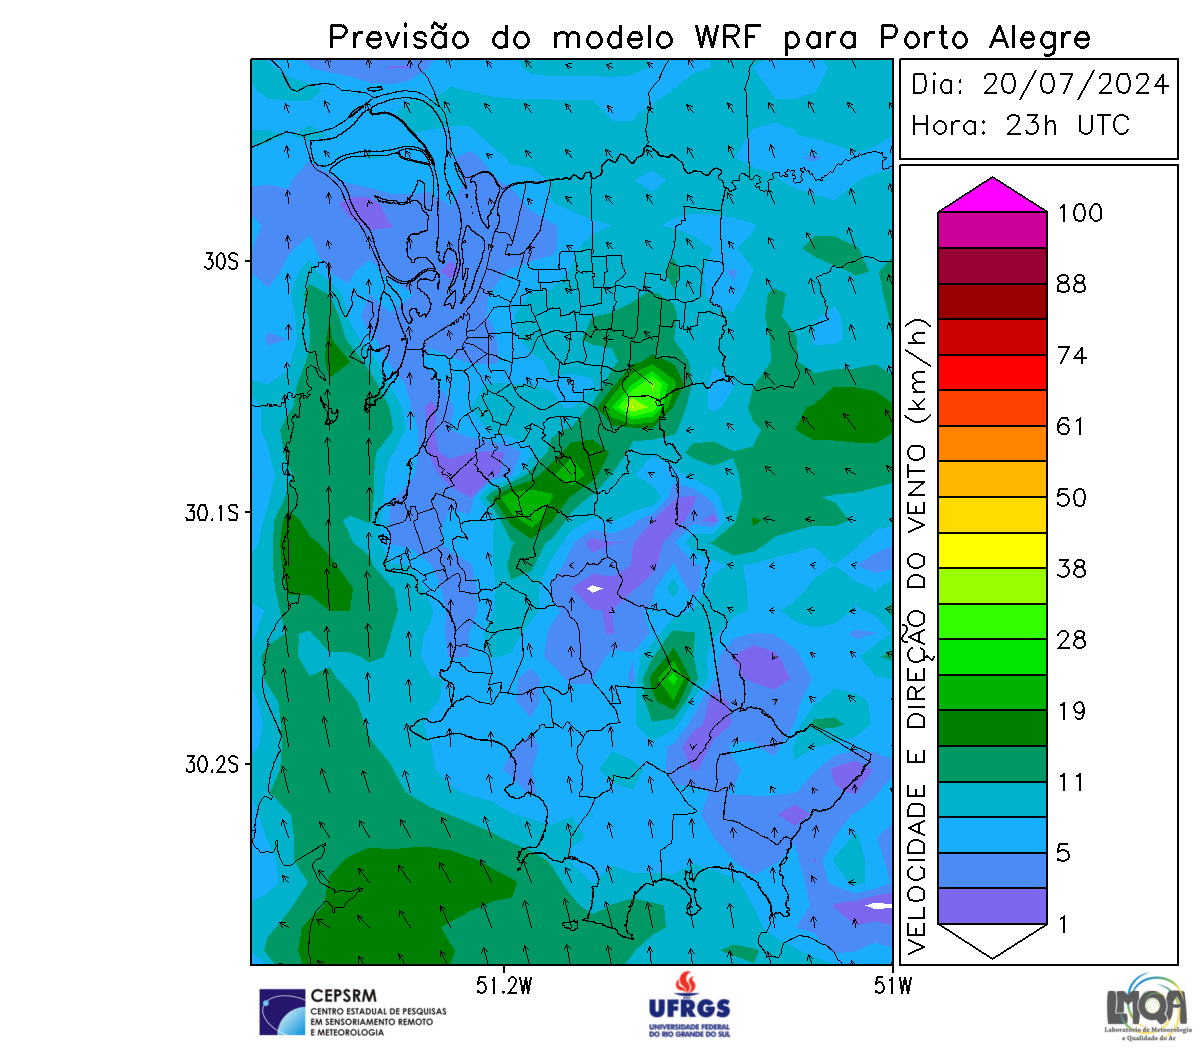 Previsão do modelo WRF para Porto Alegre
Dia: 20/07/2024
Hora: 23h UTC
30S
30.1S
30.2S
51.2W
51W
VELOCIDADE E DIREÇÃO DO VENTO (km/h)
100
88
74
61
50
38
28
19
11
5
1
CEPSRM
CENTRO ESTADUAL DE PESQUISAS
EM SENSORIAMENTO REMOTO
E METEOROLOGIA
UFRGS
UNIVERSIDADE FEDERAL
DO RIO GRANDE DO SUL
LMQA
Laboratório de Meteorologia
e Qualidade do Ar